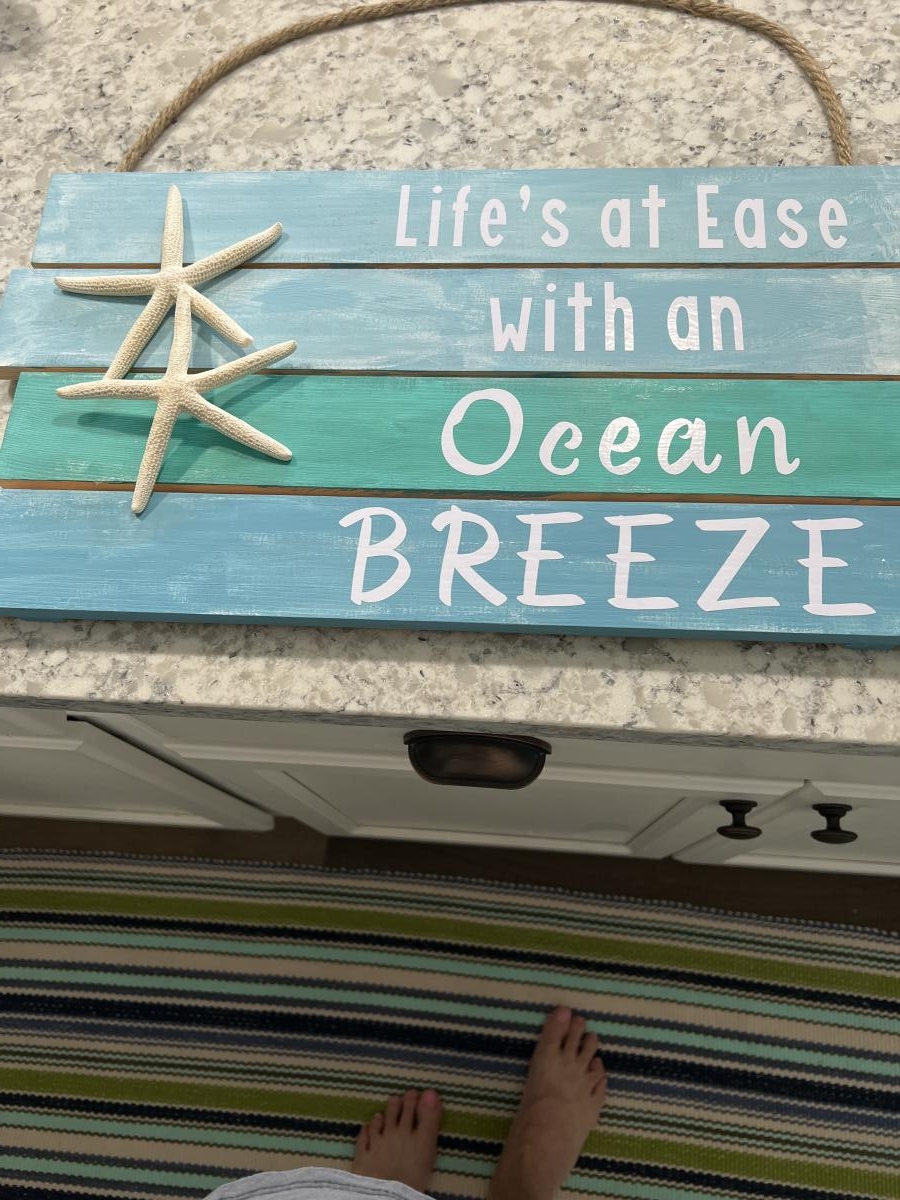 Life's at Ease
with an
Ocean
BREEZE